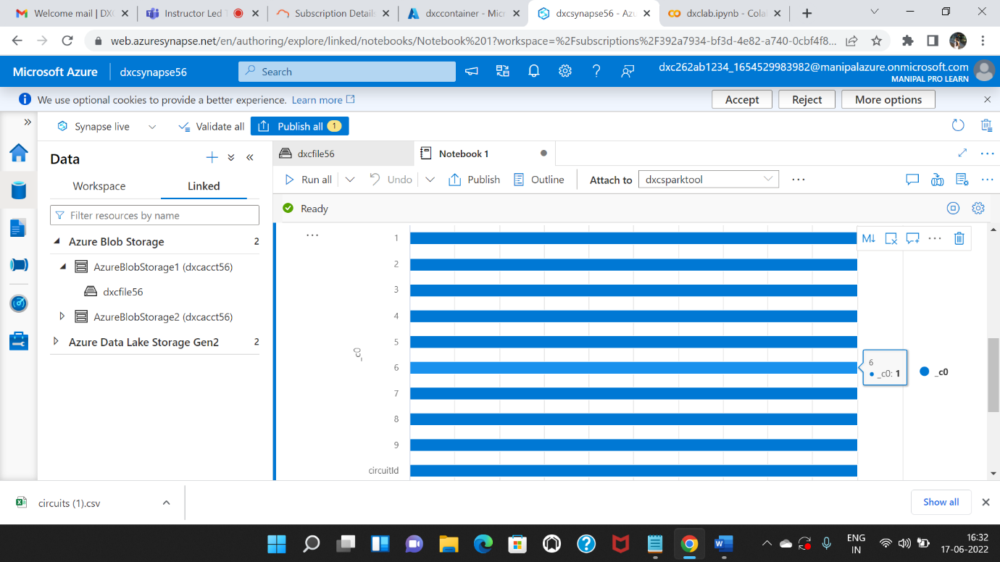 Welcome mail | DX
Instructor Led
Subscription Details
dxccontainer - Micr
dxcsynapse56 - Azu
dxclab.ipynb - Cola
web.azuresynapse.net/en/authoring/explore/linked/notebooks/Notebook%201?workspace=%2Fsubscriptions%2F392a7934-bf3d-4e82-a740-0cbf4f8...
Microsoft Azure
dxcsynapse56
Search
dxc262ab1234_1654529983982@manipalazure.onmicrosoft.com
MANIPAL PRO LEARN
We use optional cookies to provide a better experience. Learn more
Accept
Reject
More options
Synapse live
Validate all
Publish all 1
Data
Workspace
Linked
Filter resources by name
Azure Blob Storage 2
AzureBlobStorage1 (dxcacct56)
dxcfile56
AzureBlobStorage2 (dxcacct56)
Azure Data Lake Storage Gen2 2
dxcfile56
Notebook 1
Run all
Undo
Publish
Outline
Attach to
dxcsparktool
Ready
M↓
1
2
3
4
5
6
7
8
9
circuitId
_c0
6
_c0: 1
_c0
circuits (1).csv
Show all
ENG
IN
16:32
17-06-2022